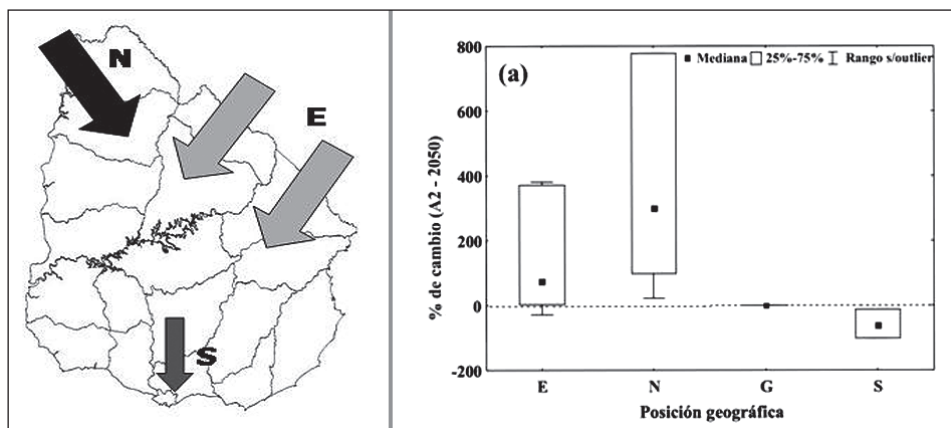 N
E
S
(a)
Mediana 25%-75% Rango s/outlier
800
600
400
200
0
-200
% de cambio (A2 - 2050)
E N G S
Posición geográfica